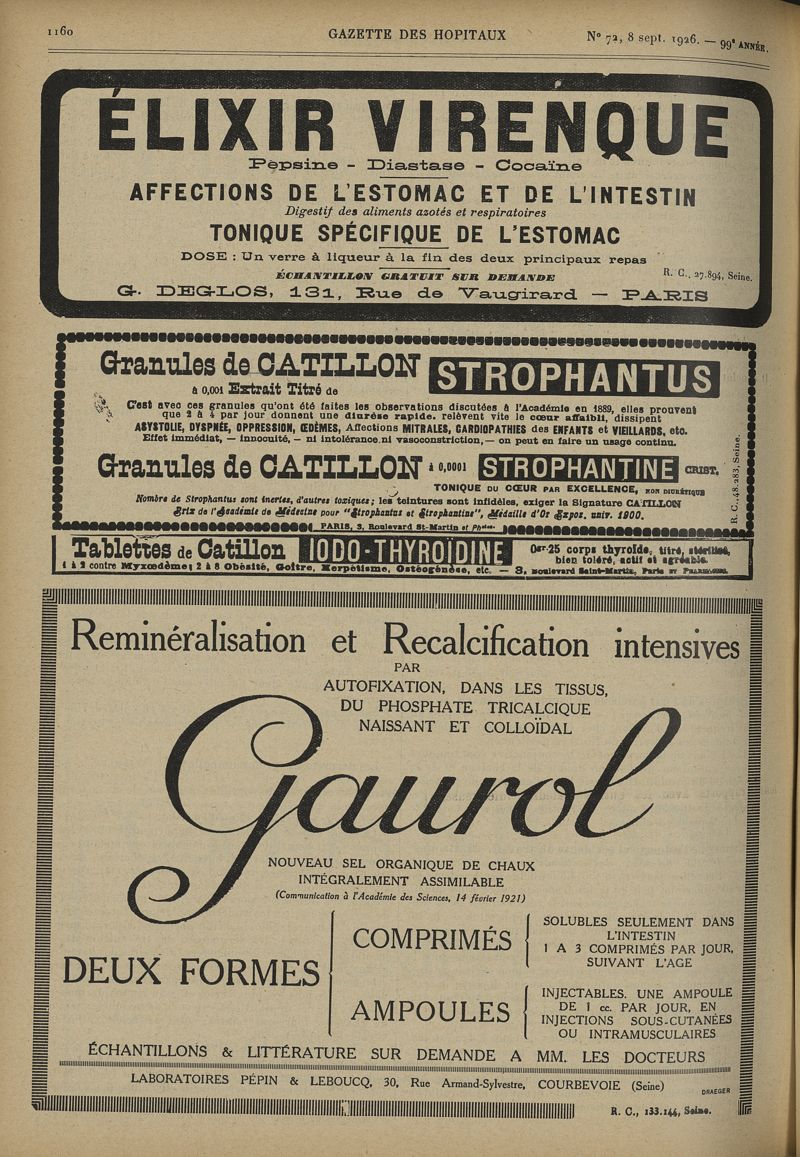 1160
GAZETTE DES HOPITAUX
N° 72, 8 sept. 1926. — 99e ANNÉE.
ÉLIXIR VIRENQUE
Pepsine - Diastase - Cocaïne
AFFECTIONS DE L'ESTOMAC ET DE L'INTESTIN
Digestif des aliments azotés et respiratoires
TONIQUE SPÉCIFIQUE DE L'ESTOMAC
DOSE : Un verre à liqueur à la fin des deux principaux repas
ÉCHANTILLON GRATUIT SUR DEMANDE
R. C., 27.894, Seine.
G. DEGLOS, 131, Rue de Vaugirard — PARIS
Granules de CATILLON STROPHANTUS
à 0,001 Extrait Titré de
C'est avec ces granules qu'ont été faites les observations discutées à l'Académie en 1889, elles prouvent
que 2 à 4 par jour donnent une diurèse rapide, relèvent vite le cœur affaibli, dissipent
ASYSTOLIE, DYSPNÉE, OPPRESSION, ŒDÈMES, Affections MITRALES, CARDIOPATHIES des ENFANTS et VIEILLARDS, etc.
Effet immédiat, — innocuité, — ni intolérance, ni vasoconstriction, — on peut en faire un usage continu.
Granules de CATILLON à 0,0001 STROPHANTINE CRIST.
TONIQUE DU CŒUR PAR EXCELLENCE, NON DIURÉTIQUE
Nombre de Strophantus sont inertes, d'autres toxiques; les teintures sont infidèles, exiger la Signature CATILLON
Prix de l'Académie de Médecine pour "Strophantus et Strophantine", Médaille d'Or Expos. univ. 1900.
PARIS, 3, Boulevard St-Martin et Phies
R. C., 48.283, Seine.
Tablettes de Catillon IODO-THYROÏDINE
0gr.25 corps thyroïde, titré, stérilisé,
bien toléré, actif et agréable.
1 à 2 contre Myxœdème; 2 à 8 Obésité, Goître, Herpétisme, Ostéogénèse, etc. — 3, Boulevard Saint-Martin, Paris ET PHARMACIES.
Reminéralisation et Recalcification intensives
PAR
AUTOFIXATION, DANS LES TISSUS,
DU PHOSPHATE TRICALCIQUE
NAISSANT ET COLLOÏDAL
Gaurol
NOUVEAU SEL ORGANIQUE DE CHAUX
INTÉGRALEMENT ASSIMILABLE
(Communication à l'Académie des Sciences, 14 février 1921)
DEUX FORMES
COMPRIMÉS
SOLUBLES SEULEMENT DANS
L'INTESTIN
1 A 3 COMPRIMÉS PAR JOUR,
SUIVANT L'AGE
AMPOULES
INJECTABLES. UNE AMPOULE
DE 1 cc. PAR JOUR, EN
INJECTIONS SOUS-CUTANÉES
OU INTRAMUSCULAIRES
ÉCHANTILLONS & LITTÉRATURE SUR DEMANDE A MM. LES DOCTEURS
LABORATOIRES PÉPIN & LEBOUCQ, 30, Rue Armand-Sylvestre, COURBEVOIE (Seine)
DRAEGER
R. C., 133.144, Seine.